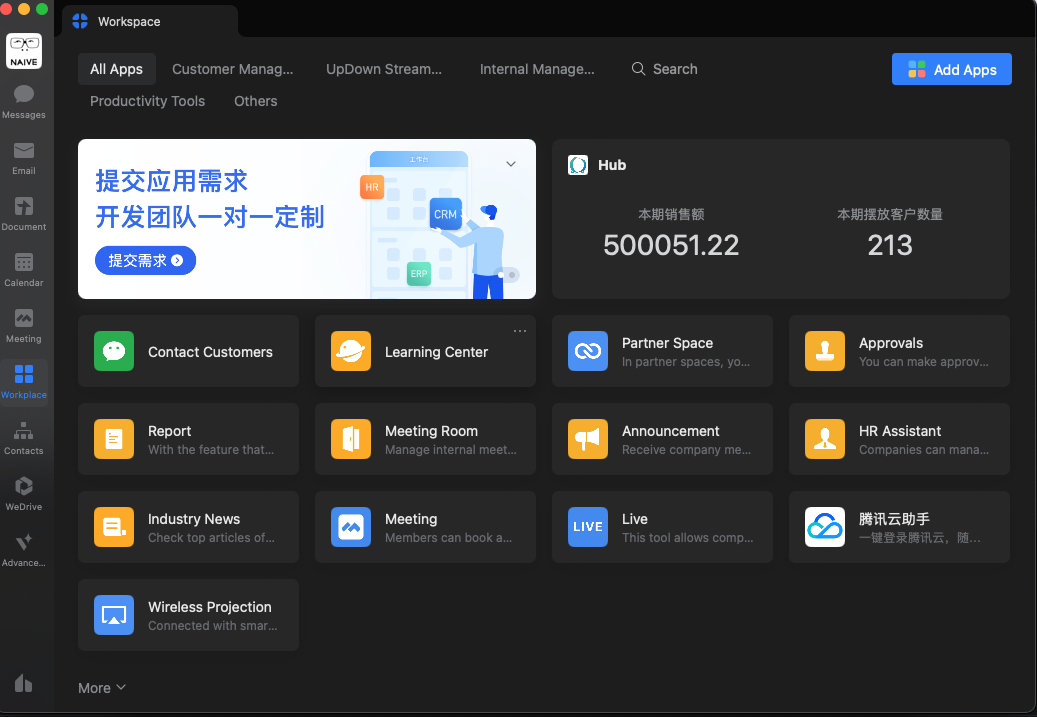 Workspace
NAIVE
Messages
Email
Document
Calendar
Meeting
Workplace
Contacts
WeDrive
Advance...
All Apps
Customer Manag...
UpDown Stream...
Internal Manage...
Search
Add Apps
Productivity Tools
Others
提交应用需求
开发团队一对一定制
提交需求
工作台
HR
CRM
ERP
Hub
本期销售额
500051.22
本期摆放客户数量
213
Contact Customers
Learning Center
...
Partner Space
In partner spaces, yo...
Approvals
You can make approv...
Report
With the feature that...
Meeting Room
Manage internal meet...
Announcement
Receive company me...
HR Assistant
Companies can mana...
Industry News
Check top articles of...
Meeting
Members can book a...
LIVE
Live
This tool allows comp...
腾讯云助手
一键登录腾讯云，随...
Wireless Projection
Connected with smar...
More